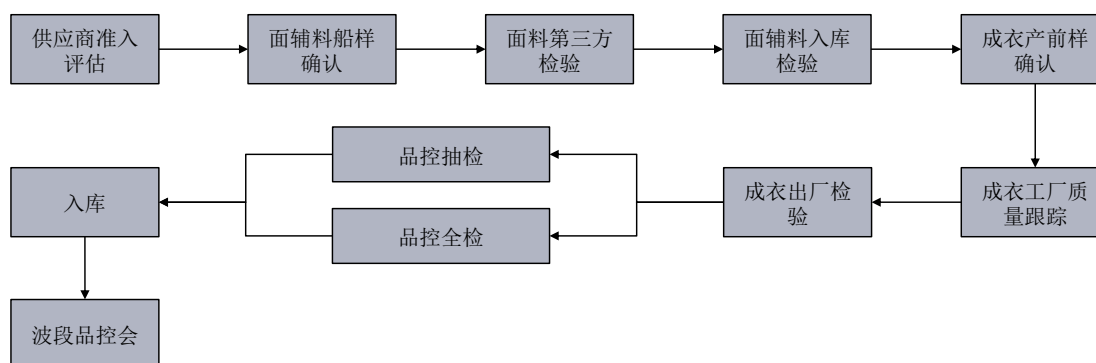 供应商准入
评估
面辅料船样
确认
面料第三方
检验
面辅料入库
检验
成衣产前样
确认
成衣工厂质
量跟踪
成衣出厂检
验
品控抽检
品控全检
入库
波段品控会